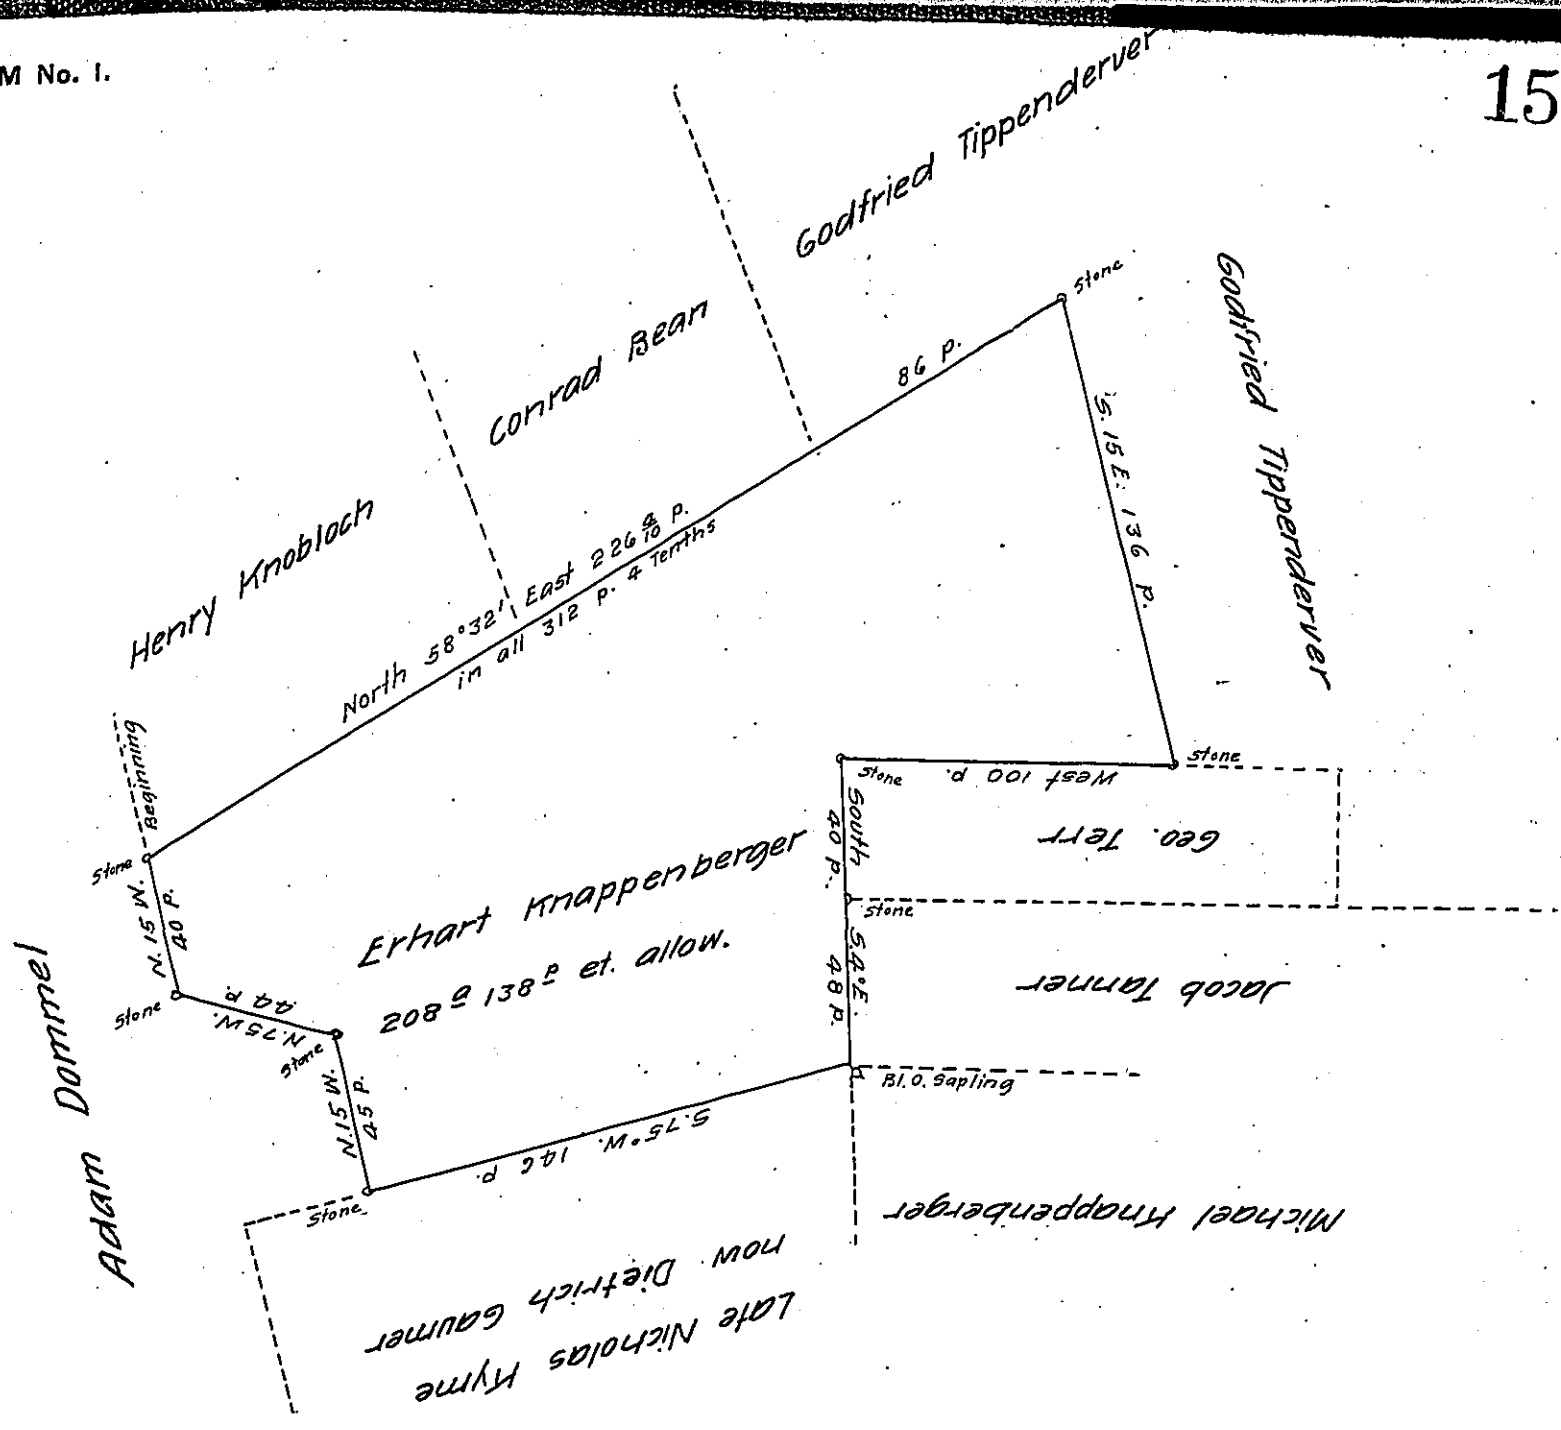 M No. 1.
15
Godfried Tippenderver
Conrad Bean
Henry Knobloch
Godfried Tippenderver
Stone
86 P.
S. 15 E. 136 P.
North 58°32' East 226 4/10 P.
in all 312 P. 4 Tenths
Beginning
Stone
N. 15 W.
40 P.
Stone
N. 75 W.
44 P.
Stone
N. 15 W.
45 P.
Stone
S. 75° W. 146 P.
Bl. O. Sapling
S. 4° E.
48 P.
Stone
South
40 P.
Stone
West 100 P.
Stone
Erhart Knappenberger
208 a 138 p et. allow.
Geo. Terr
Jacob Tanner
Michael Knappenberger
Adam Dommel
Late Nicholas Kyme
now Dietrich Gaumer